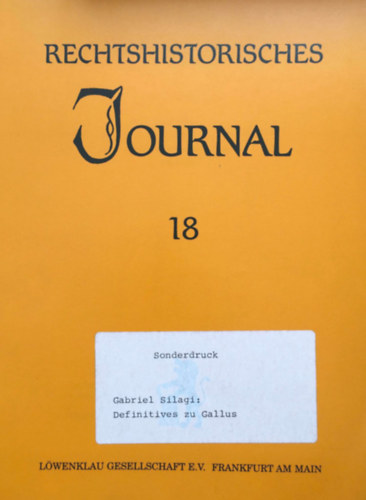 RECHTSHISTORISCHES
JOURNAL
18
Sonderdruck
Gabriel Silagi:
Definitives zu Gallus
LÖWENKLAU GESELLSCHAFT E.V. FRANKFURT AM MAIN